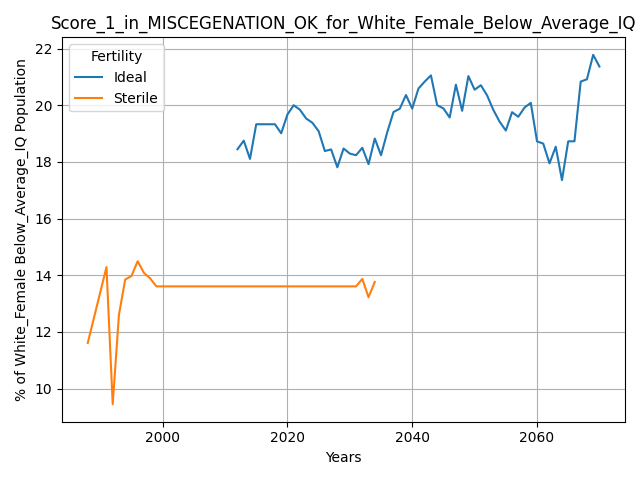 Score_1_in_MISCEGENATION_OK_for_White_Female_Below_Average_IQ
Fertility
Ideal
Sterile
% of White_Female Below_Average_IQ Population
22
20
18
16
14
12
10
2000
2020
2040
2060
Years